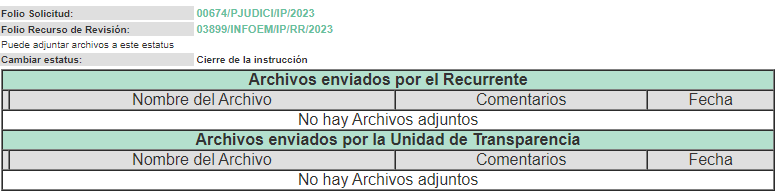 Folio Solicitud: 00674/PJUDICI/IP/2023
Folio Recurso de Revisión: 03899/INFOEM/IP/RR/2023
Puede adjuntar archivos a este estatus
Cambiar estatus: Cierre de la instrucción
Archivos enviados por el Recurrente
Nombre del Archivo Comentarios Fecha
No hay Archivos adjuntos
Archivos enviados por la Unidad de Transparencia
Nombre del Archivo Comentarios Fecha
No hay Archivos adjuntos